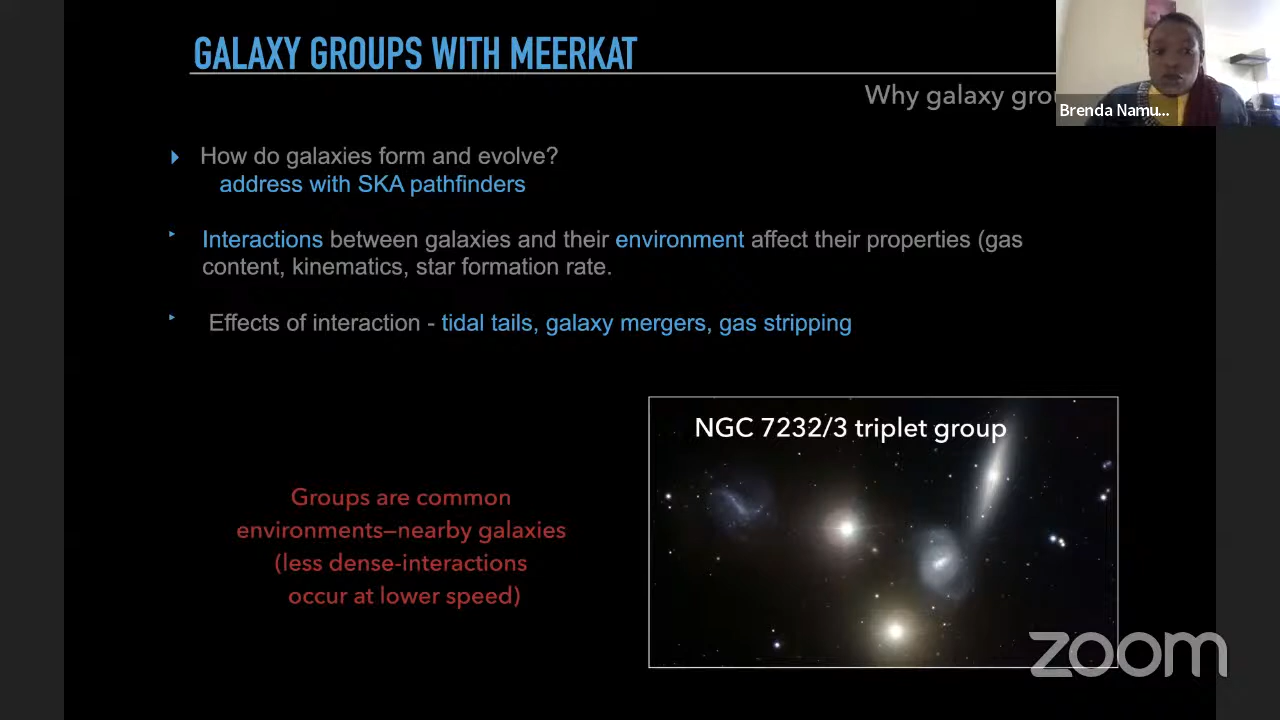 GALAXY GROUPS WITH MEERKAT
Why galaxy
Brenda Namu...
How do galaxies form and evolve?
address with SKA pathfinders
Interactions between galaxies and their environment affect their properties (gas
content, kinematics, star formation rate.
Effects of interaction - tidal tails, galaxy mergers, gas stripping
NGC 7232/3 triplet group
Groups are common
environments—nearby galaxies
(less dense-interactions
occur at lower speed)
zoom